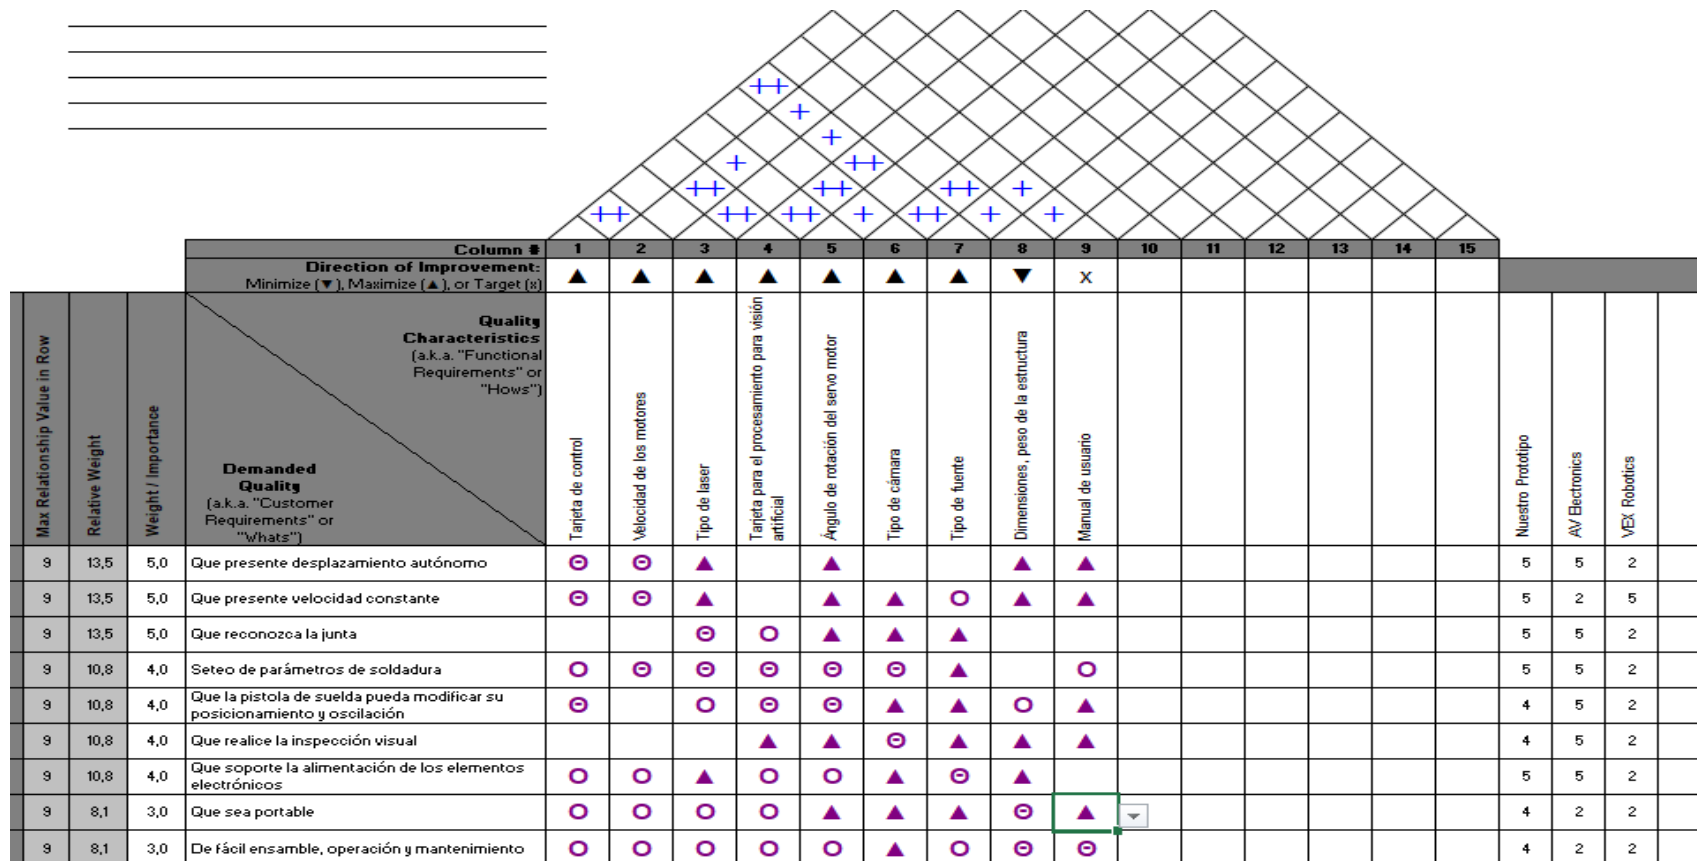 ++
+
+
+ ++
++ ++ ++ +
++ ++ ++ + ++ + +
Column # 1 2 3 4 5 6 7 8 9 10 11 12 13 14 15
Direction of Improvement:
Minimize (▼), Maximize (▲), or Target (x) ▲ ▲ ▲ ▲ ▲ ▲ ▲ ▼ x
Max Relationship Value in Row
Relative Weight
Weight / Importance
Quality
Characteristics
(a.k.a. "Functional
Requirements" or
"Hows")
Demanded
Quality
(a.k.a. "Customer
Requirements" or
"Whats")
Tarjeta de control
Velocidad de los motores
Tipo de laser
Tarjeta para el procesamiento para visión
artificial
Ángulo de rotación del servo motor
Tipo de cámara
Tipo de fuente
Dimensiones, peso de la estructura
Manual de usuario
Nuestro Prototipo
AV Electronics
VEX Robotics
9 13,5 5,0 Que presente desplazamiento autónomo Θ Θ ▲ ▲ ▲ ▲ 5 5 2
9 13,5 5,0 Que presente velocidad constante Θ Θ ▲ ▲ ▲ Ο ▲ ▲ 5 2 5
9 13,5 5,0 Que reconozca la junta Θ Ο ▲ ▲ ▲ 5 5 2
9 10,8 4,0 Seteo de parámetros de soldadura Ο Θ Θ Θ Θ Θ ▲ Ο 5 5 2
9 10,8 4,0 Que la pistola de suelda pueda modificar su
posicionamiento y oscilación Θ Ο Θ Θ ▲ ▲ Ο ▲ 4 5 2
9 10,8 4,0 Que realice la inspección visual ▲ ▲ Θ ▲ ▲ ▲ 4 5 2
9 10,8 4,0 Que soporte la alimentación de los elementos
electrónicos Ο Ο ▲ Ο Ο ▲ Θ ▲ 5 5 2
9 8,1 3,0 Que sea portable Ο Ο Ο Ο ▲ ▲ ▲ Θ ▲ 4 2 2
9 8,1 3,0 De fácil ensamble, operación y mantenimiento Ο Ο Ο Ο Ο ▲ Ο Θ Θ 4 2 2